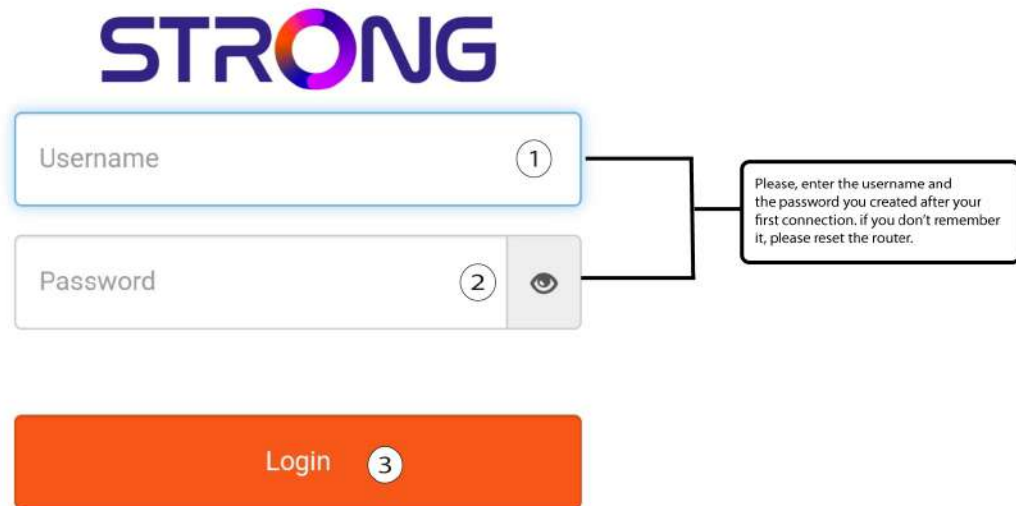 STRONG
Username 1
Password 2
Please, enter the username and
the password you created after your
first connection. if you don't remember
it, please reset the router.
Login 3